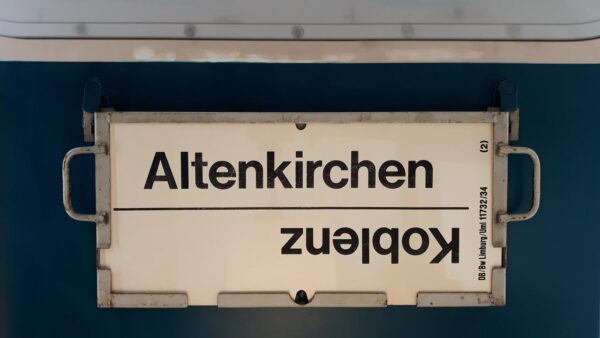 Altenkirchen
Koblenz
DB/Bw Limburg/Uml 11732/34 (2)